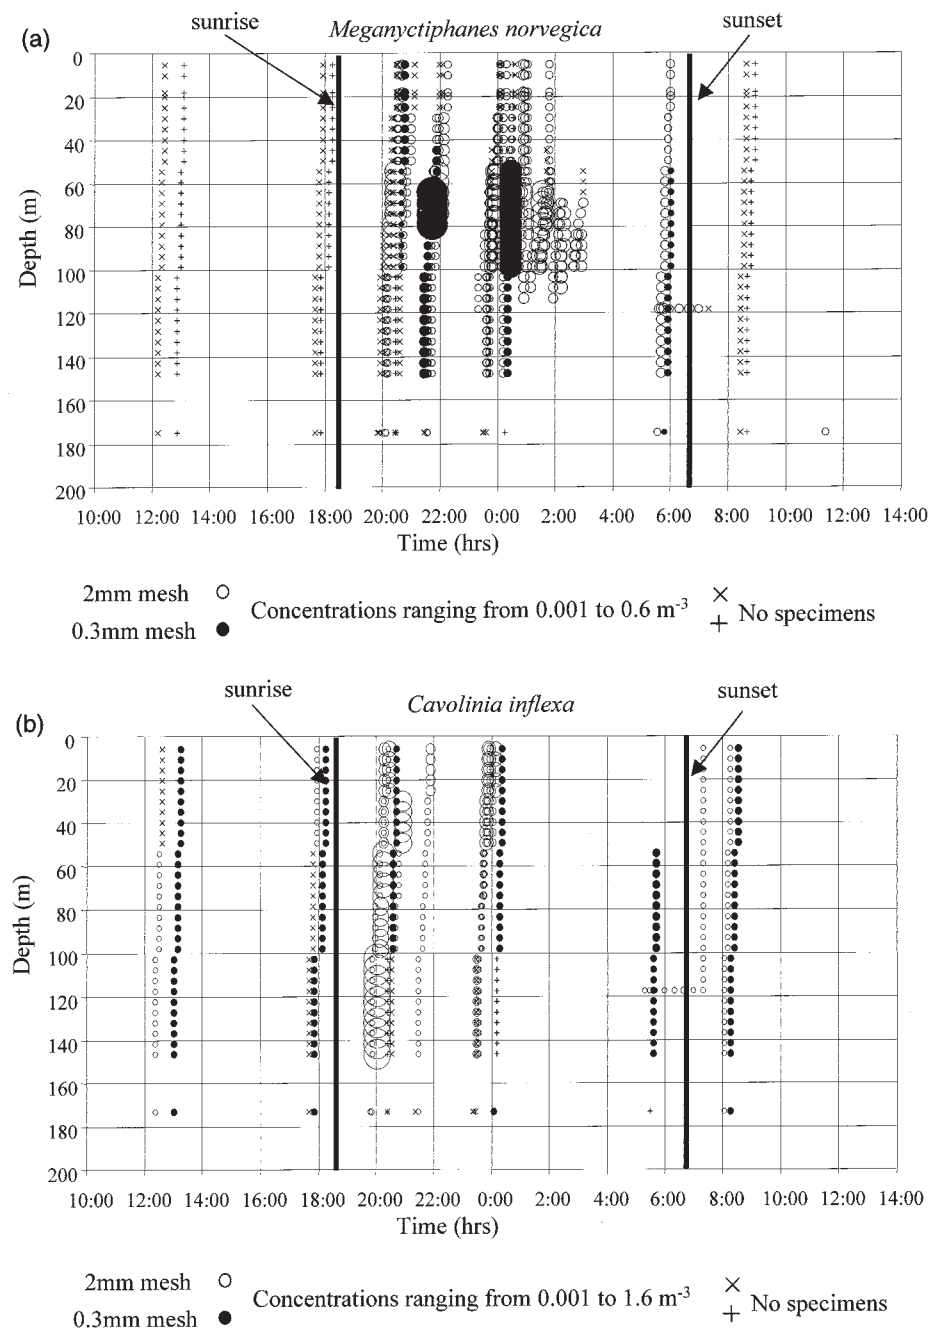 (a)
sunrise
Meganyctiphanes norvegica
sunset
0
20
40
60
80
100
120
140
160
180
200
Depth (m)
10:00 12:00 14:00 16:00 18:00 20:00 22:00 0:00 2:00 4:00 6:00 8:00 10:00 12:00 14:00
Time (hrs)
2mm mesh
0.3mm mesh
Concentrations ranging from 0.001 to 0.6 m⁻³
No specimens
(b)
sunrise
Cavolinia inflexa
sunset
0
20
40
60
80
100
120
140
160
180
200
Depth (m)
10:00 12:00 14:00 16:00 18:00 20:00 22:00 0:00 2:00 4:00 6:00 8:00 10:00 12:00 14:00
Time (hrs)
2mm mesh
0.3mm mesh
Concentrations ranging from 0.001 to 1.6 m⁻³
No specimens